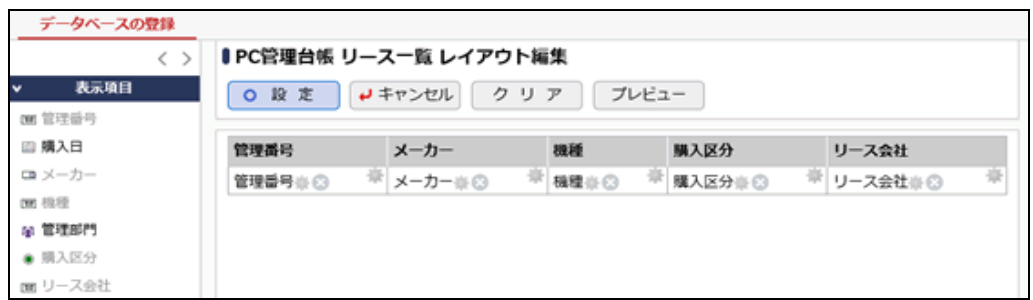 データベースの登録
表示項目
管理番号
購入日
メーカー
機種
管理部門
購入区分
リース会社
PC管理台帳 リース一覧 レイアウト編集
設 定 キャンセル ク リ ア プレビュー
管理番号 メーカー 機種 購入区分 リース会社
管理番号 メーカー 機種 購入区分 リース会社